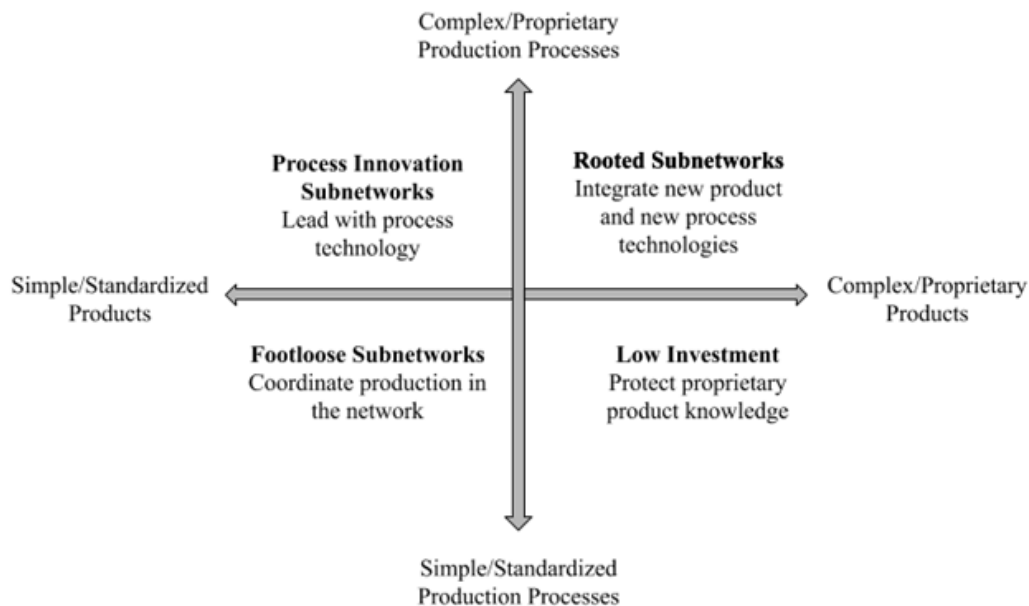 Complex/Proprietary
Production Processes
Process Innovation
Subnetworks
Lead with process
technology
Rooted Subnetworks
Integrate new product
and new process
technologies
Simple/Standardized
Products
Complex/Proprietary
Products
Footloose Subnetworks
Coordinate production in
the network
Low Investment
Protect proprietary
product knowledge
Simple/Standardized
Production Processes